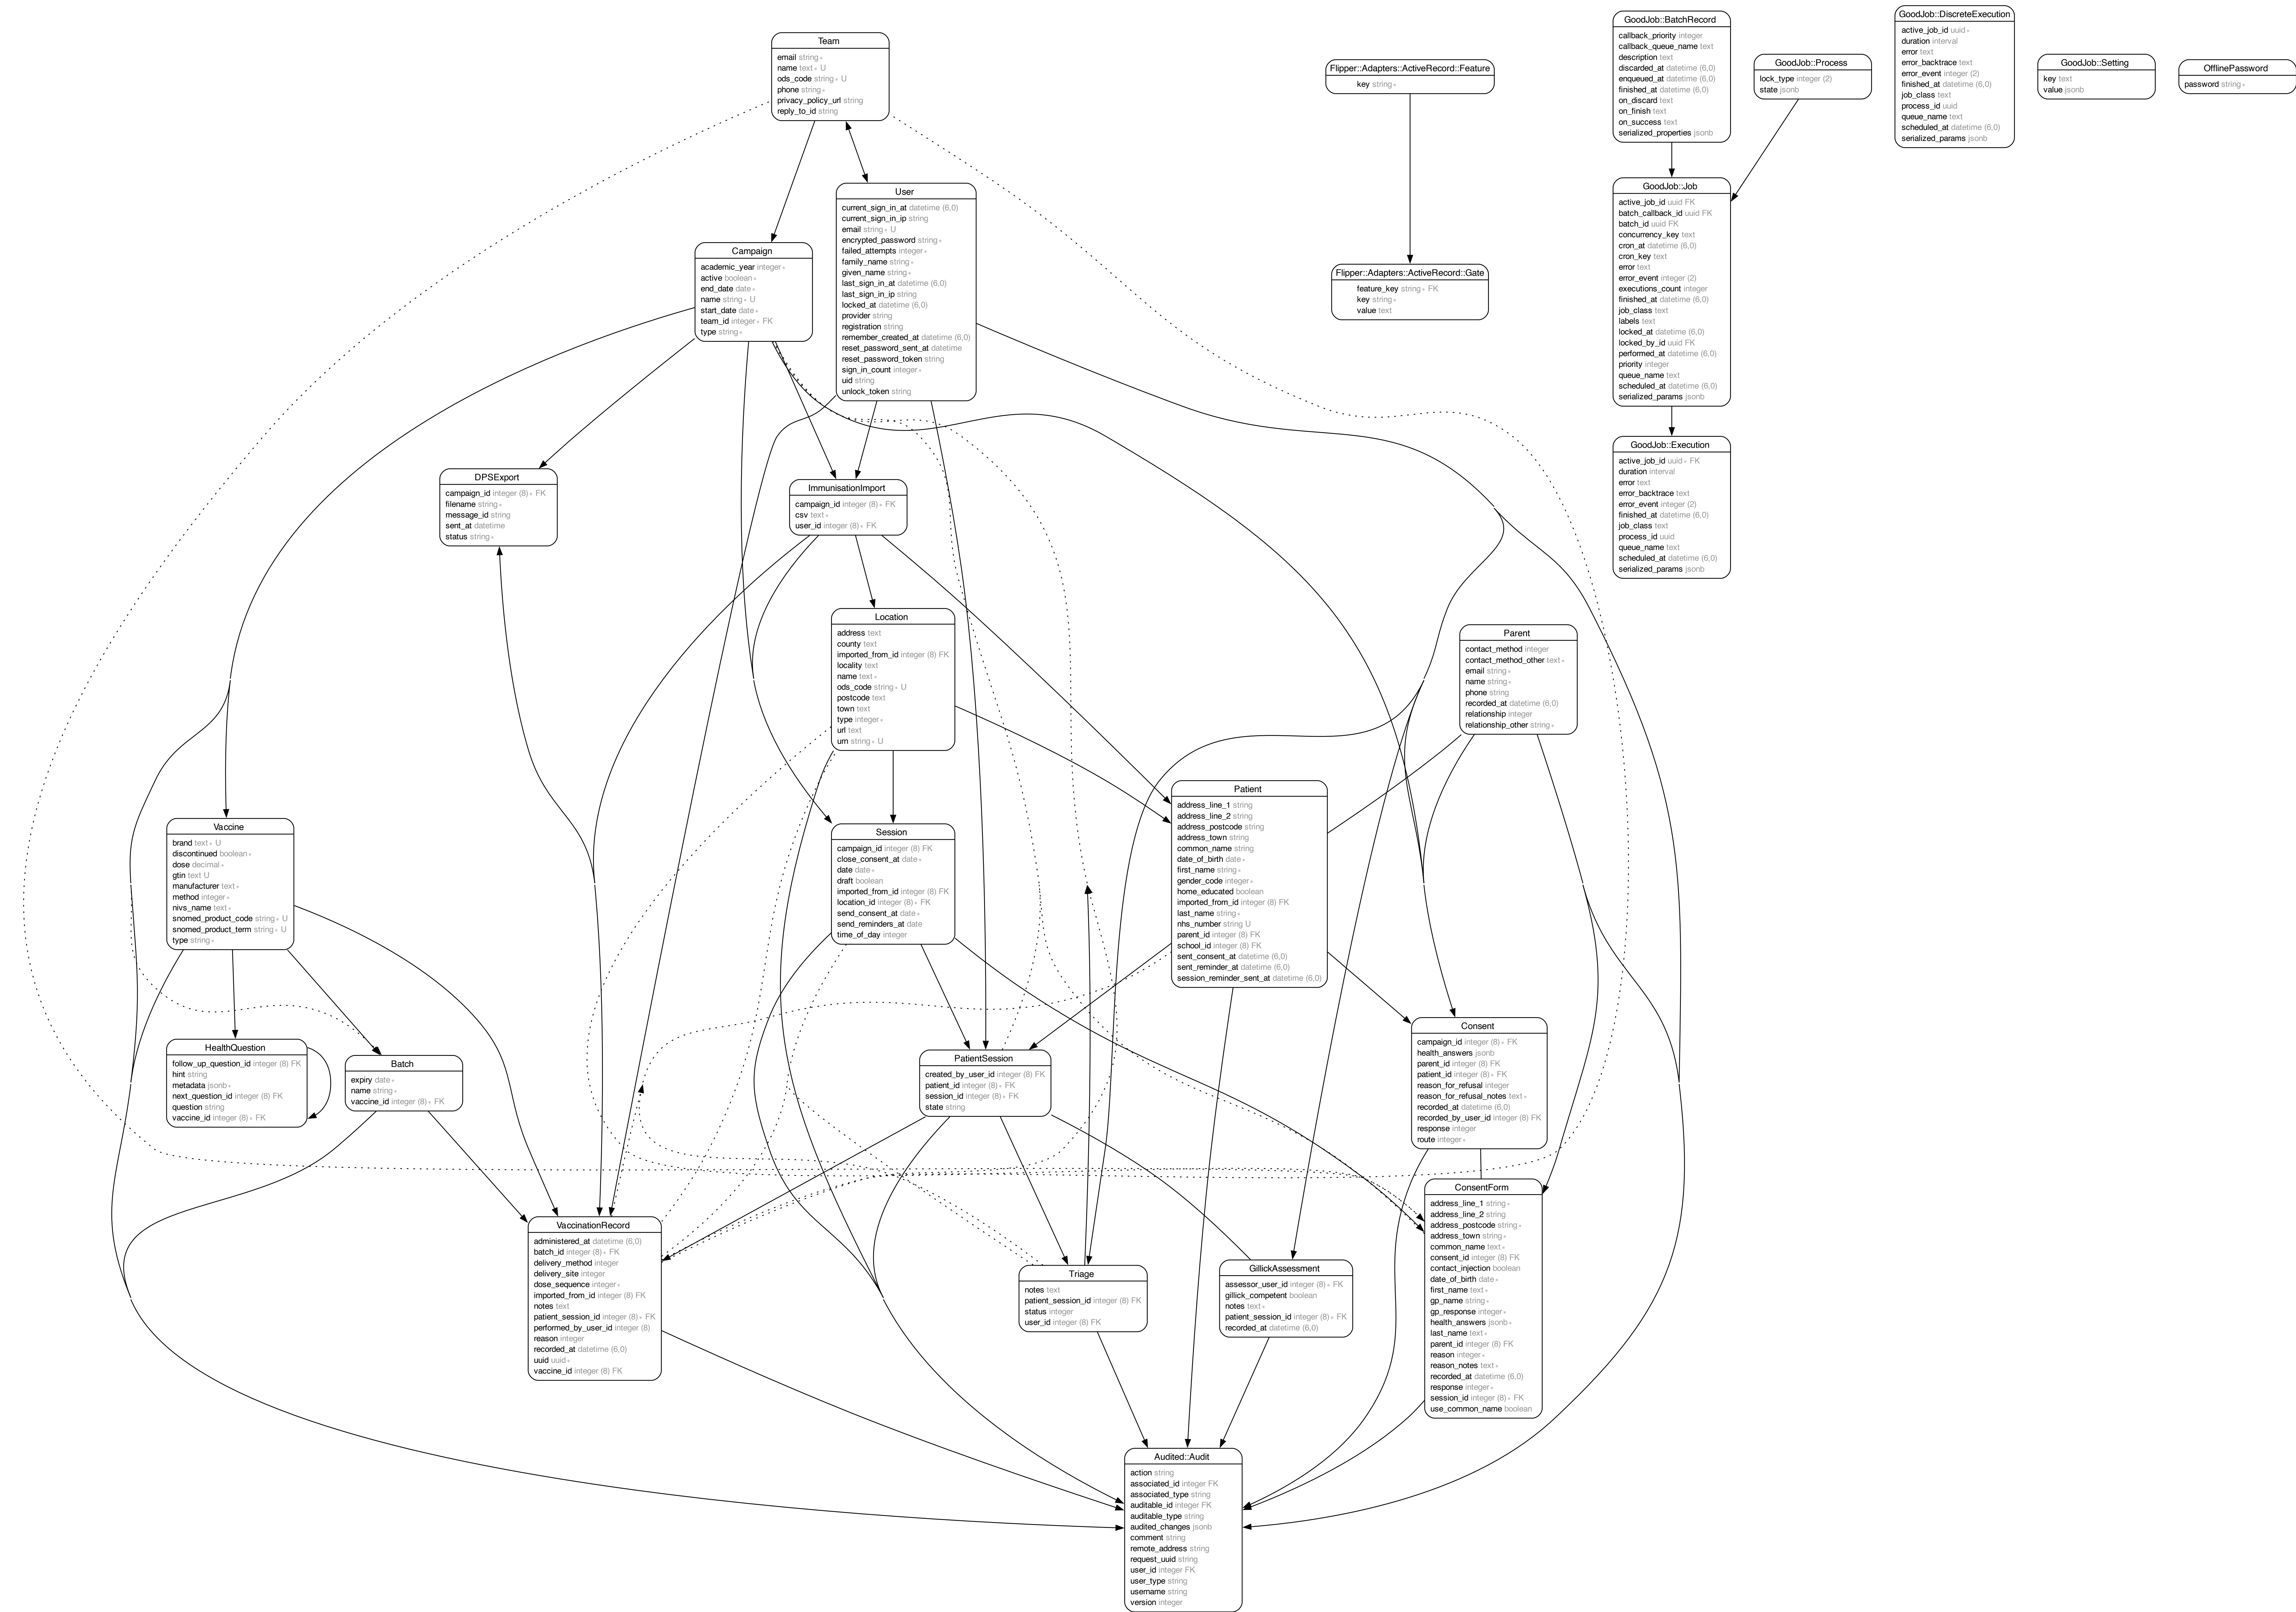 Team
email string ∗
name text ∗ U
ods_code string ∗ U
phone string ∗
privacy_policy_url string
reply_to_id string
User
current_sign_in_at datetime (6,0)
current_sign_in_ip string
email string ∗ U
encrypted_password string ∗
failed_attempts integer ∗
family_name string ∗
given_name string ∗
last_sign_in_at datetime (6,0)
last_sign_in_ip string
locked_at datetime (6,0)
provider string
registration string
remember_created_at datetime (6,0)
reset_password_sent_at datetime
reset_password_token string
sign_in_count integer ∗
uid string
unlock_token string
Campaign
academic_year integer ∗
active boolean ∗
end_date date ∗
name string ∗ U
start_date date ∗
team_id integer ∗ FK
type string ∗
Flipper::Adapters::ActiveRecord::Feature
key string ∗
Flipper::Adapters::ActiveRecord::Gate
feature_key string ∗ FK
key string ∗
value text
GoodJob::BatchRecord
callback_priority integer
callback_queue_name text
description text
discarded_at datetime (6,0)
enqueued_at datetime (6,0)
finished_at datetime (6,0)
on_discard text
on_finish text
on_success text
serialized_properties jsonb
GoodJob::Process
lock_type integer (2)
state jsonb
GoodJob::DiscreteExecution
active_job_id uuid ∗
duration interval
error text
error_backtrace text
error_event integer (2)
finished_at datetime (6,0)
job_class text
process_id uuid
queue_name text
scheduled_at datetime (6,0)
serialized_params jsonb
GoodJob::Setting
key text
value jsonb
OfflinePassword
password string ∗
GoodJob::Job
active_job_id uuid FK
batch_callback_id uuid FK
batch_id uuid FK
concurrency_key text
cron_at datetime (6,0)
cron_key text
error text
error_event integer (2)
executions_count integer
finished_at datetime (6,0)
job_class text
labels text
locked_at datetime (6,0)
locked_by_id uuid FK
performed_at datetime (6,0)
priority integer
queue_name text
scheduled_at datetime (6,0)
serialized_params jsonb
GoodJob::Execution
active_job_id uuid ∗ FK
duration interval
error text
error_backtrace text
error_event integer (2)
finished_at datetime (6,0)
job_class text
process_id uuid
queue_name text
scheduled_at datetime (6,0)
serialized_params jsonb
DPSExport
campaign_id integer (8) ∗ FK
filename string ∗
message_id string
sent_at datetime
status string ∗
ImmunisationImport
campaign_id integer (8) ∗ FK
csv text ∗
user_id integer (8) ∗ FK
Location
address text
county text
imported_from_id integer (8) FK
locality text
name text ∗
ods_code string ∗ U
postcode text
town text
type integer ∗
url text
urn string ∗ U
Parent
contact_method integer
contact_method_other text ∗
email string ∗
name string ∗
phone string
recorded_at datetime (6,0)
relationship integer
relationship_other string ∗
Patient
address_line_1 string
address_line_2 string
address_postcode string
address_town string
common_name string
date_of_birth date ∗
first_name string ∗
gender_code integer ∗
home_educated boolean
imported_from_id integer (8) FK
last_name string ∗
nhs_number string U
parent_id integer (8) FK
school_id integer (8) FK
sent_consent_at datetime (6,0)
sent_reminder_at datetime (6,0)
session_reminder_sent_at datetime (6,0)
Vaccine
brand text ∗ U
discontinued boolean ∗
dose decimal ∗
gtin text U
manufacturer text ∗
method integer ∗
nivs_name text ∗
snomed_product_code string ∗ U
snomed_product_term string ∗ U
type string ∗
Session
campaign_id integer (8) FK
close_consent_at date ∗
date date ∗
draft boolean
imported_from_id integer (8) FK
location_id integer (8) ∗ FK
send_consent_at date ∗
send_reminders_at date
time_of_day integer
HealthQuestion
follow_up_question_id integer (8) FK
hint string
metadata jsonb ∗
next_question_id integer (8) FK
question string
vaccine_id integer (8) ∗ FK
Batch
expiry date ∗
name string ∗
vaccine_id integer (8) ∗ FK
PatientSession
created_by_user_id integer (8) FK
patient_id integer (8) ∗ FK
session_id integer (8) ∗ FK
state string
Consent
campaign_id integer (8) ∗ FK
health_answers jsonb
parent_id integer (8) FK
patient_id integer (8) ∗ FK
reason_for_refusal integer
reason_for_refusal_notes text ∗
recorded_at datetime (6,0)
recorded_by_user_id integer (8) FK
response integer
route integer ∗
ConsentForm
address_line_1 string ∗
address_line_2 string
address_postcode string ∗
address_town string ∗
common_name text ∗
consent_id integer (8) FK
contact_injection boolean
date_of_birth date ∗
first_name text ∗
gp_name string ∗
gp_response integer ∗
health_answers jsonb ∗
last_name text ∗
parent_id integer (8) FK
reason integer ∗
reason_notes text ∗
recorded_at datetime (6,0)
response integer ∗
session_id integer (8) ∗ FK
use_common_name boolean
VaccinationRecord
administered_at datetime (6,0)
batch_id integer (8) ∗ FK
delivery_method integer
delivery_site integer
dose_sequence integer ∗
imported_from_id integer (8) FK
notes text
patient_session_id integer (8) ∗ FK
performed_by_user_id integer (8)
reason integer
recorded_at datetime (6,0)
uuid uuid ∗
vaccine_id integer (8) FK
Triage
notes text
patient_session_id integer (8) FK
status integer
user_id integer (8) FK
GillickAssessment
assessor_user_id integer (8) ∗ FK
gillick_competent boolean
notes text ∗
patient_session_id integer (8) ∗ FK
recorded_at datetime (6,0)
Audited::Audit
action string
associated_id integer FK
associated_type string
auditable_id integer FK
auditable_type string
audited_changes jsonb
comment string
remote_address string
request_uuid string
user_id integer FK
user_type string
username string
version integer